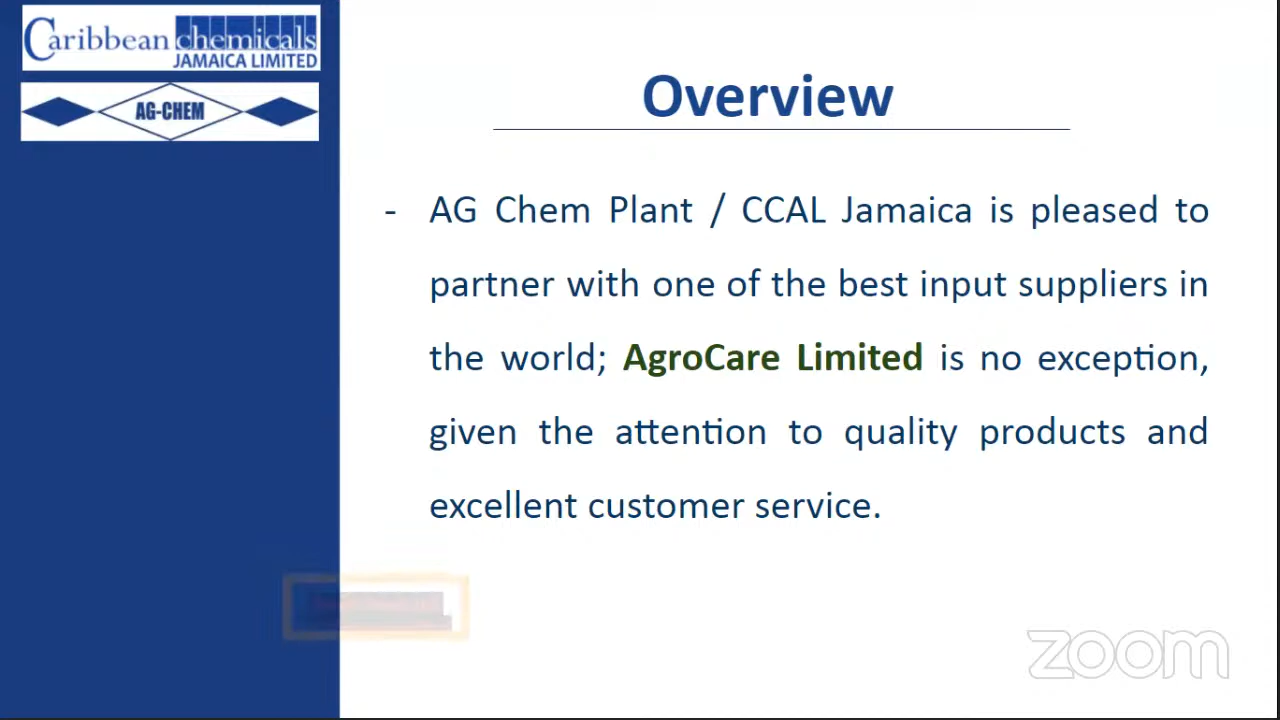 Caribbean chemicals
JAMAICA LIMITED
AG-CHEM
Overview
- AG Chem Plant / CCAL Jamaica is pleased to
partner with one of the best input suppliers in
the world; AgroCare Limited is no exception,
given the attention to quality products and
excellent customer service.
zoom